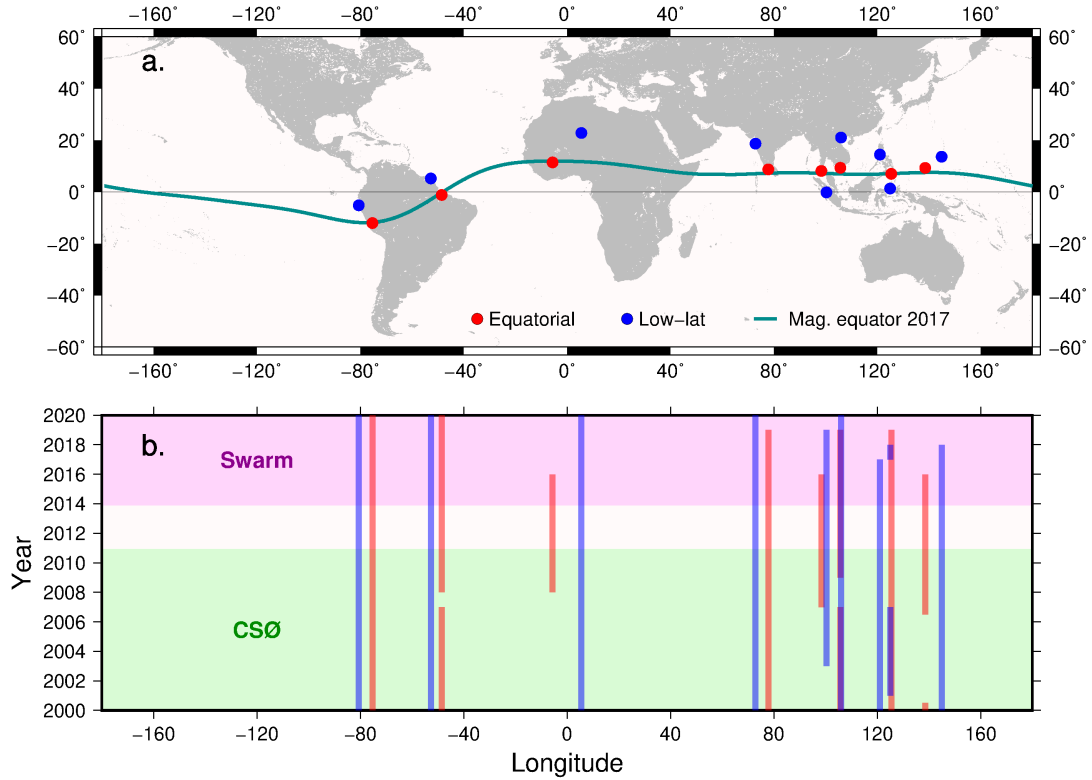 −160˚ −120˚ −80˚ −40˚ 0˚ 40˚ 80˚ 120˚ 160˚
60˚ a. 60˚
40˚ 40˚
20˚ 20˚
0˚ 0˚
−20˚ −20˚
−40˚ −40˚
Equatorial Low−lat Mag. equator 2017
−60˚ −60˚
−160˚ −120˚ −80˚ −40˚ 0˚ 40˚ 80˚ 120˚ 160˚
2020
b.
2018
Swarm
2016
2014
2012
2010
2008
2006
CSØ
2004
2002
2000
Year
−160 −120 −80 −40 0 40 80 120 160
Longitude